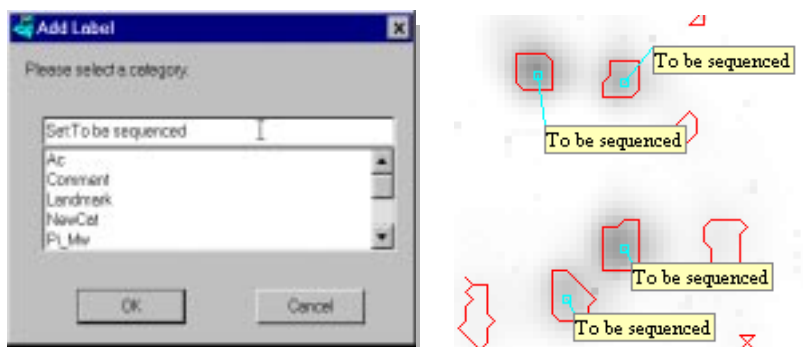 Add Label
Please select a category.
Set:To be sequenced
Ac
Comment
Landmark
NewCat
Pi_Mw
OK
Cancel
To be sequenced
To be sequenced
To be sequenced
To be sequenced